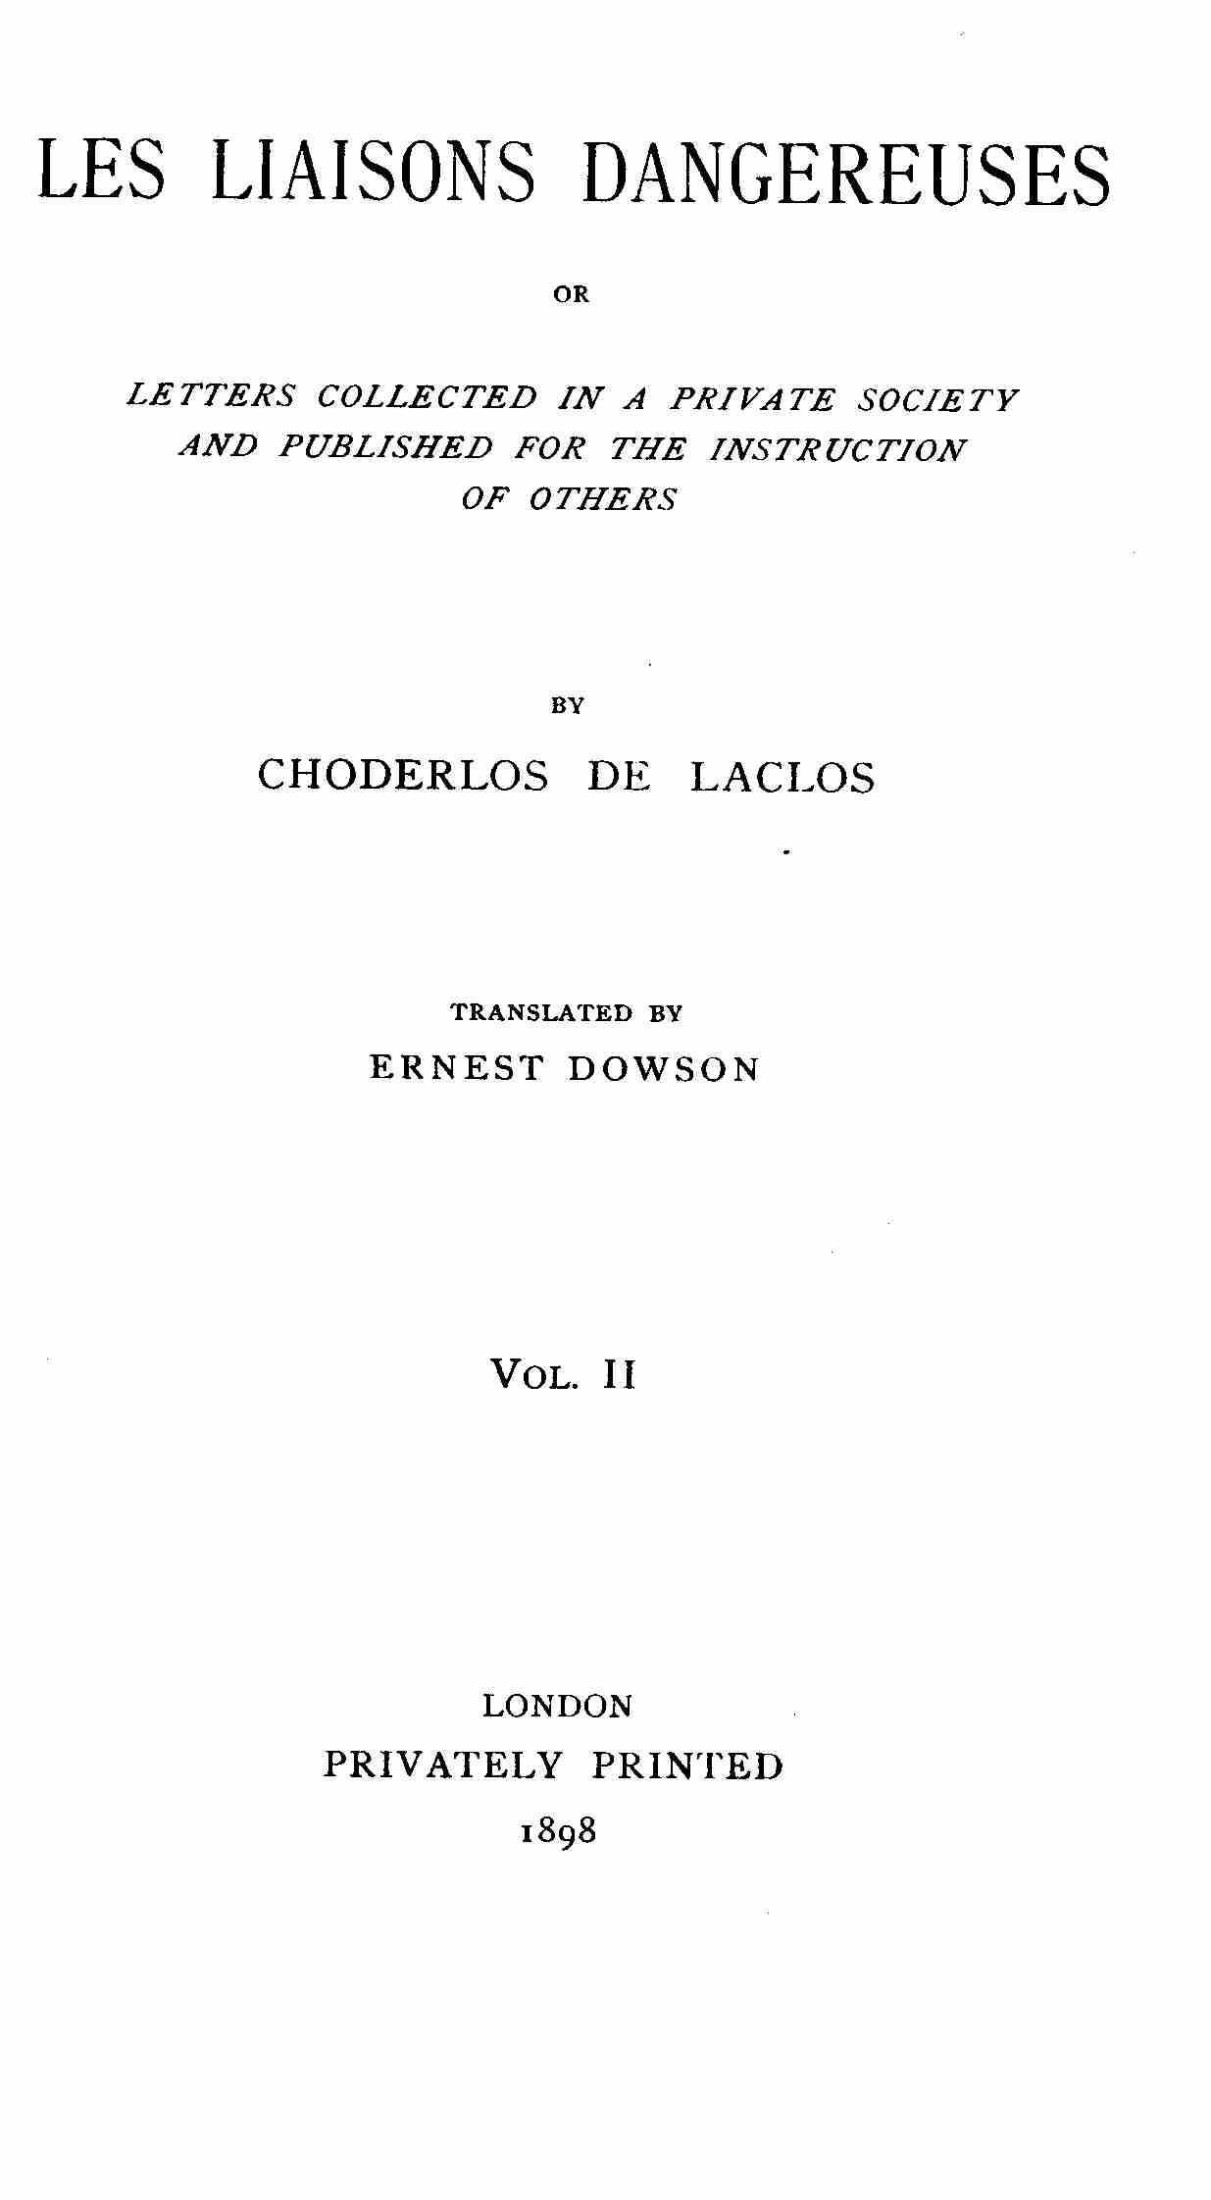 LES LIAISONS DANGEREUSES
OR
LETTERS COLLECTED IN A PRIVATE SOCIETY
AND PUBLISHED FOR THE INSTRUCTION
OF OTHERS
BY
CHODERLOS DE LACLOS
TRANSLATED BY
ERNEST DOWSON
VOL. II
LONDON
PRIVATELY PRINTED
1898